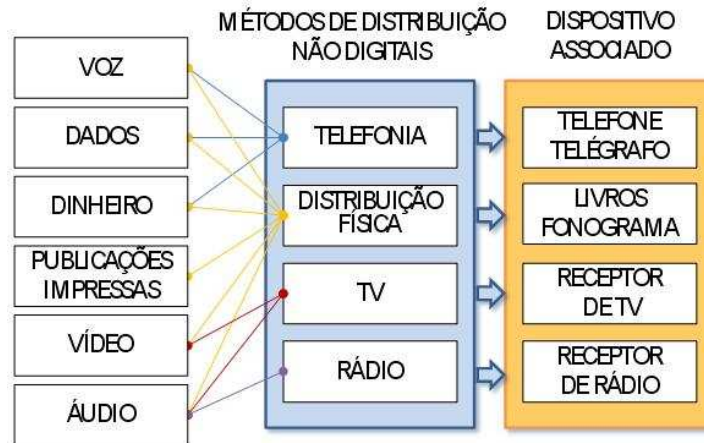 MÉTODOS DE DISTRIBUIÇÃO
NÃO DIGITAIS
DISPOSITIVO
ASSOCIADO
VOZ
DADOS
DINHEIRO
PUBLICAÇÕES
IMPRESSAS
VÍDEO
ÁUDIO
TELEFONIA
DISTRIBUIÇÃO
FÍSICA
TV
RÁDIO
TELEFONE
TELÉGRAFO
LIVROS
FONOGRAMA
RECEPTOR
DE TV
RECEPTOR
DE RÁDIO